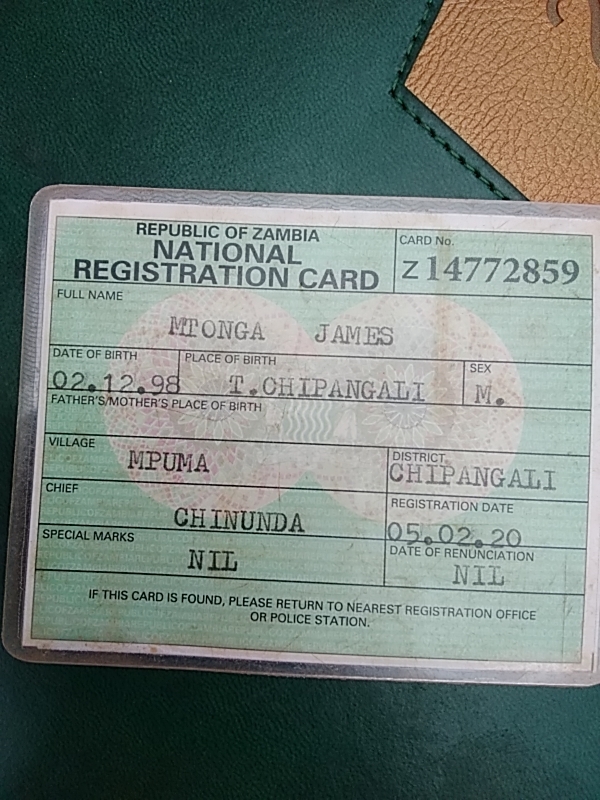 REPUBLIC OF ZAMBIA
NATIONAL
REGISTRATION CARD
CARD No.
Z14772859
FULL NAME
MTONGA JAMES
DATE OF BIRTH
PLACE OF BIRTH
SEX
02.12.98
T.CHIPANGALI
M.
FATHER'S/MOTHER'S PLACE OF BIRTH
VILLAGE
MPUMA
DISTRICT
CHIPANGALI
CHIEF
CHINUNDA
REGISTRATION DATE
05.02.20
SPECIAL MARKS
NIL
DATE OF RENUNCIATION
NIL
IF THIS CARD IS FOUND, PLEASE RETURN TO NEAREST REGISTRATION OFFICE
OR POLICE STATION.